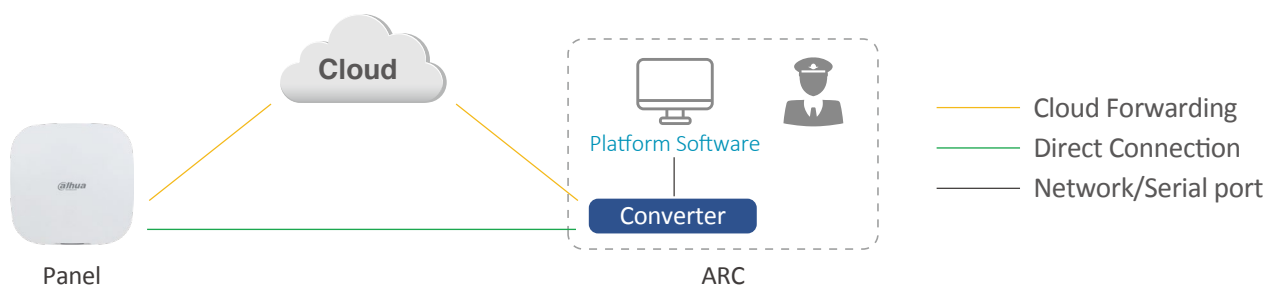 Cloud
Platform Software
Converter
alhua
Panel
ARC
Cloud Forwarding
Direct Connection
Network/Serial port